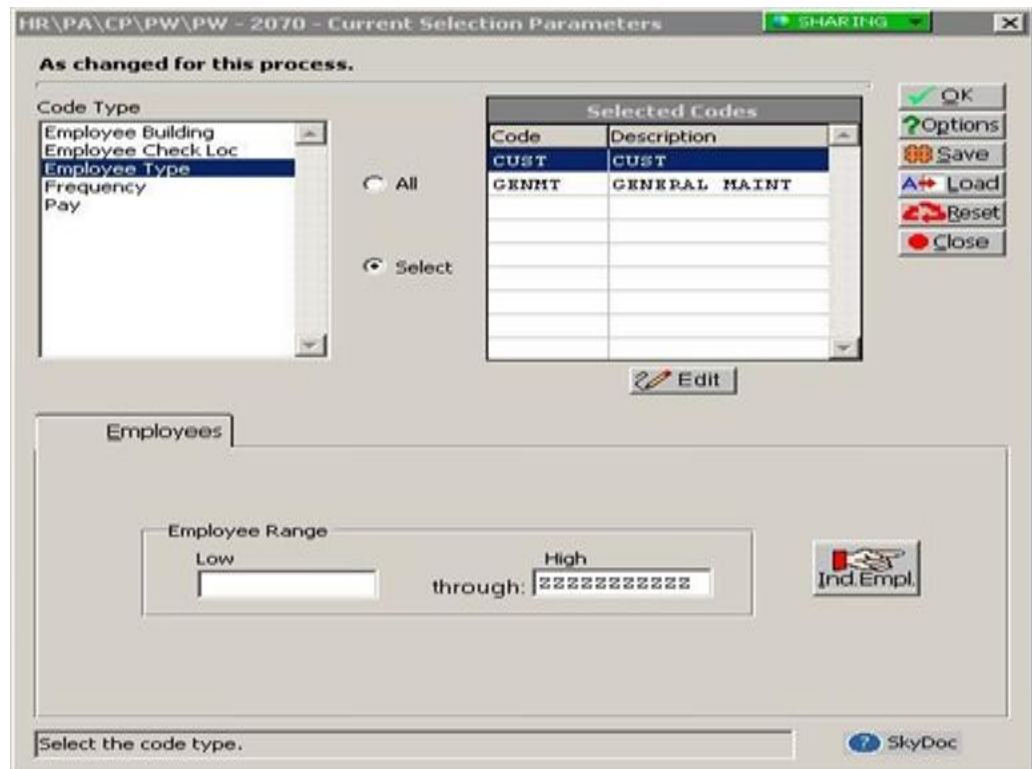 HR\PA\CP\PW\PW - 2070 - Current Selection Parameters
SHARING
As changed for this process.
Code Type
Employee Building
Employee Check Loc
Employee Type
Frequency
Pay
All
Select
Selected Codes
Code Description
CUST CUST
GENMT GENERAL MAINT
Edit
OK
Options
Save
Load
Reset
Close
Employees
Employee Range
Low
High
through: ZZZZZZZZZZZ
Ind.Empl.
Select the code type.
SkyDoc